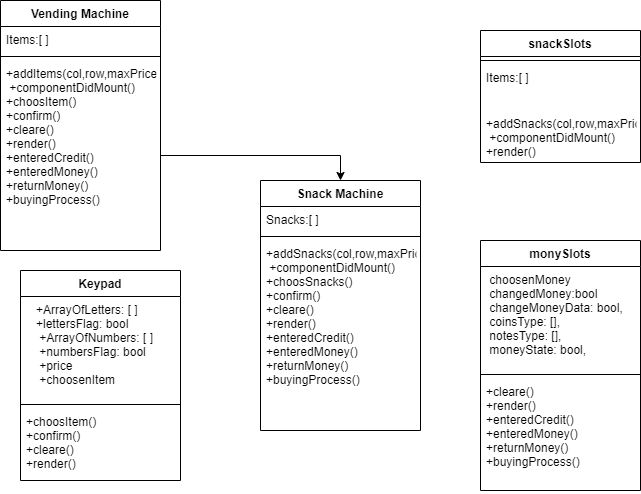 Vending Machine
Items:[ ]
+addItems(col,row,maxPrice
+componentDidMount()
+choosItem()
+confirm()
+cleare()
+render()
+enteredCredit()
+enteredMoney()
+returnMoney()
+buyingProcess()
Snack Machine
Snacks:[ ]
+addSnacks(col,row,maxPric
+componentDidMount()
+choosSnacks()
+confirm()
+cleare()
+render()
+enteredCredit()
+enteredMoney()
+returnMoney()
+buyingProcess()
Keypad
+ArrayOfLetters: [ ]
+lettersFlag: bool
+ArrayOfNumbers: [ ]
+numbersFlag: bool
+price
+choosenItem
+choosItem()
+confirm()
+cleare()
+render()
snackSlots
Items:[ ]
+addSnacks(col,row,maxPric
+componentDidMount()
+render()
monySlots
choosenMoney
changedMoney:bool
changeMoneyData: bool,
coinsType: [],
notesType: [],
moneyState: bool,
+cleare()
+render()
+enteredCredit()
+enteredMoney()
+returnMoney()
+buyingProcess()